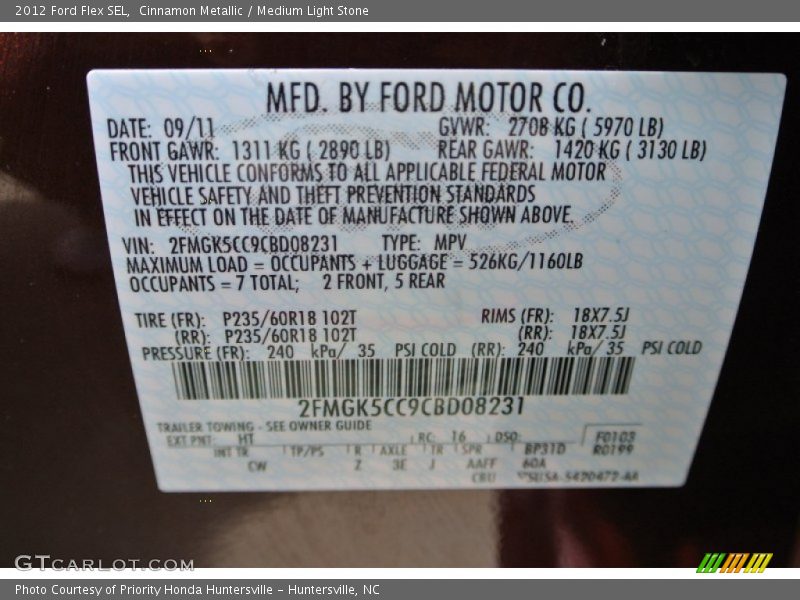 2012 Ford Flex SEL,  Cinnamon Metallic / Medium Light Stone
MFD. BY FORD MOTOR CO.
DATE: 09/11 GVWR: 2708 KG ( 5970 LB)
FRONT GAWR: 1311 KG ( 2890 LB) REAR GAWR: 1420 KG ( 3130 LB)
THIS VEHICLE CONFORMS TO ALL APPLICABLE FEDERAL MOTOR
VEHICLE SAFETY AND THEFT PREVENTION STANDARDS
IN EFFECT ON THE DATE OF MANUFACTURE SHOWN ABOVE.
VIN: 2FMGK5CC9CBD08231 TYPE: MPV
MAXIMUM LOAD = OCCUPANTS + LUGGAGE = 526KG/1160LB
OCCUPANTS = 7 TOTAL; 2 FRONT, 5 REAR
TIRE (FR): P235/60R18 102T RIMS (FR): 18X7.5J
(RR): P235/60R18 102T (RR): 18X7.5J
PRESSURE (FR): 240 kPa/ 35 PSI COLD (RR): 240 kPa/ 35 PSI COLD
2FMGK5CC9CBD08231
TRAILER TOWING - SEE OWNER GUIDE
EXT PNT: HT RC: 16 DSO: F0103
INT TR TP/PS R AXLE TR SPR BP31D R0199
CW Z 3E J AAFF 60A
GTCARLOT.COM
Photo Courtesy of Priority Honda Huntersville - Huntersville, NC